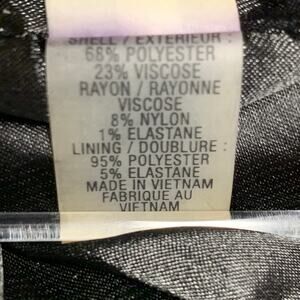 SHELL / EXTERIEUR :
68% POLYESTER
23% VISCOSE
RAYON / RAYONNE
VISCOSE
8% NYLON
1% ELASTANE
LINING / DOUBLURE :
95% POLYESTER
5% ELASTANE
MADE IN VIETNAM
FABRIQUE AU
VIETNAM